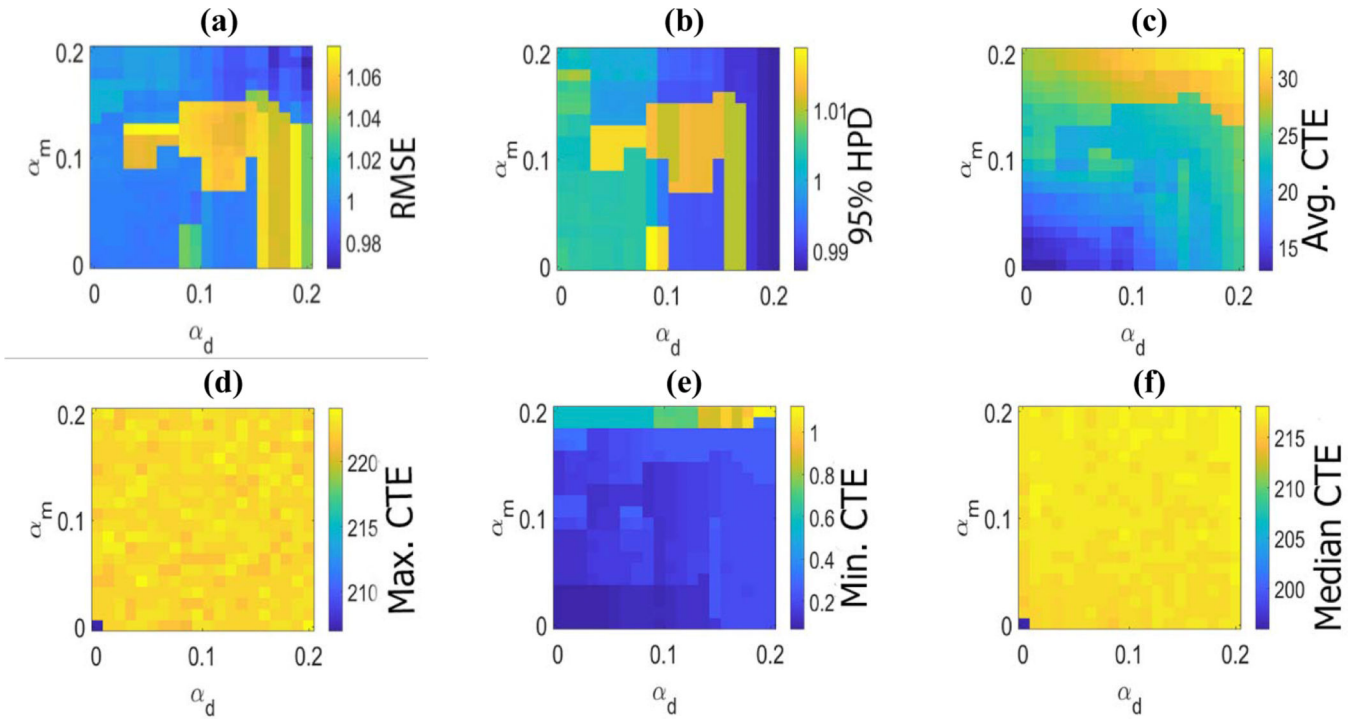 (a)
0.2
0.1
0
αm
0
0.1
0.2
αd
1.06
1.04
1.02
1
0.98
RMSE
(b)
0.2
0.1
0
αm
0
0.1
0.2
αd
1.01
1
0.99
95% HPD
(c)
0.2
0.1
0
αm
0
0.1
0.2
αd
30
25
20
15
Avg. CTE
(d)
0.2
0.1
0
αm
0
0.1
0.2
αd
220
215
210
Max. CTE
(e)
0.2
0.1
0
αm
0
0.1
0.2
αd
1
0.8
0.6
0.4
0.2
Min. CTE
(f)
0.2
0.1
0
αm
0
0.1
0.2
αd
215
210
205
200
Median CTE